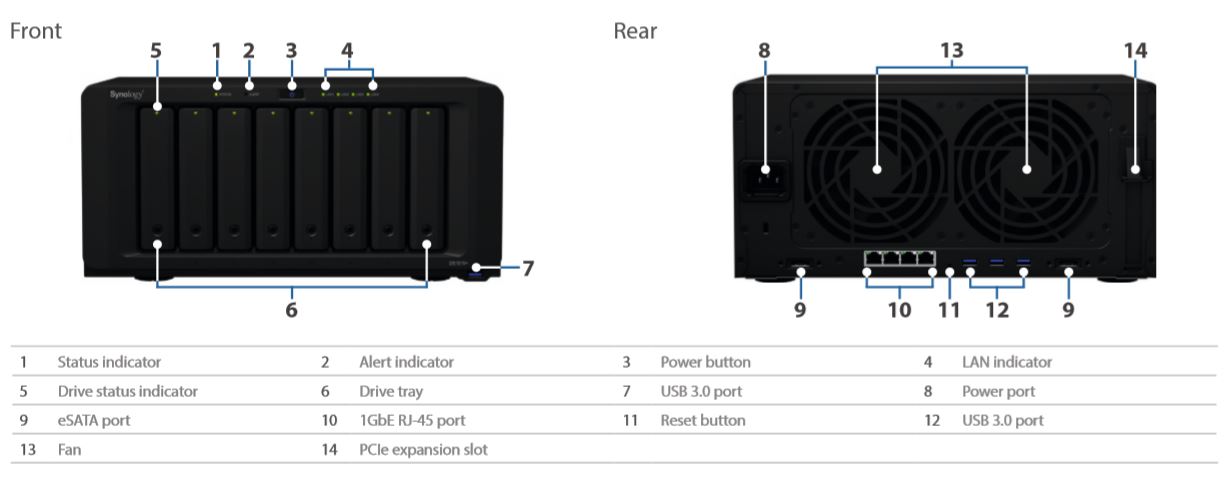 Front
Rear
5 1 2 3 4
8 13 14
Synology
STATUS ALERT
DS1819+
7
6
9 10 11 12 9
1 Status indicator 2 Alert indicator 3 Power button 4 LAN indicator
5 Drive status indicator 6 Drive tray 7 USB 3.0 port 8 Power port
9 eSATA port 10 1GbE RJ-45 port 11 Reset button 12 USB 3.0 port
13 Fan 14 PCIe expansion slot